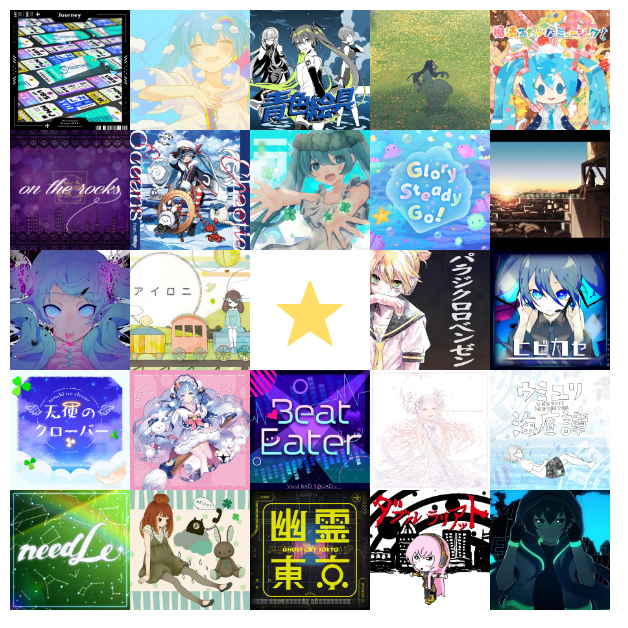 Journey
青色絵具
魔法みたいなミュージック!
on the rocks
Oceans
Chaotic
Glory
Steady
Go!
アイロニ
パラジクロロベンゼン
ヒビカセ
天使の
クローバー
Beat
Eater
Vivid BAD SQUAD
ウミユリ
海底譚
needLe
幽霊
GHOST CITY TOKYO
東京
ダブルラリアット